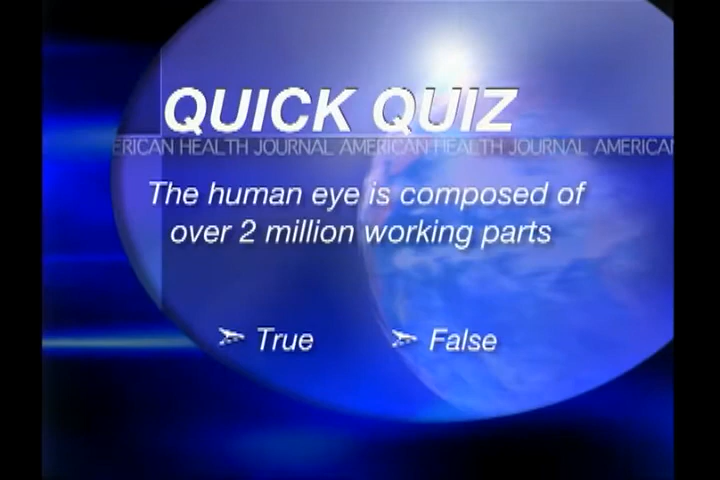 QUICK QUIZ
ERICAN HEALTH JOURNAL AMERICAN HEALTH JOURNAL AMERICAN
The human eye is composed of
over 2 million working parts
True False